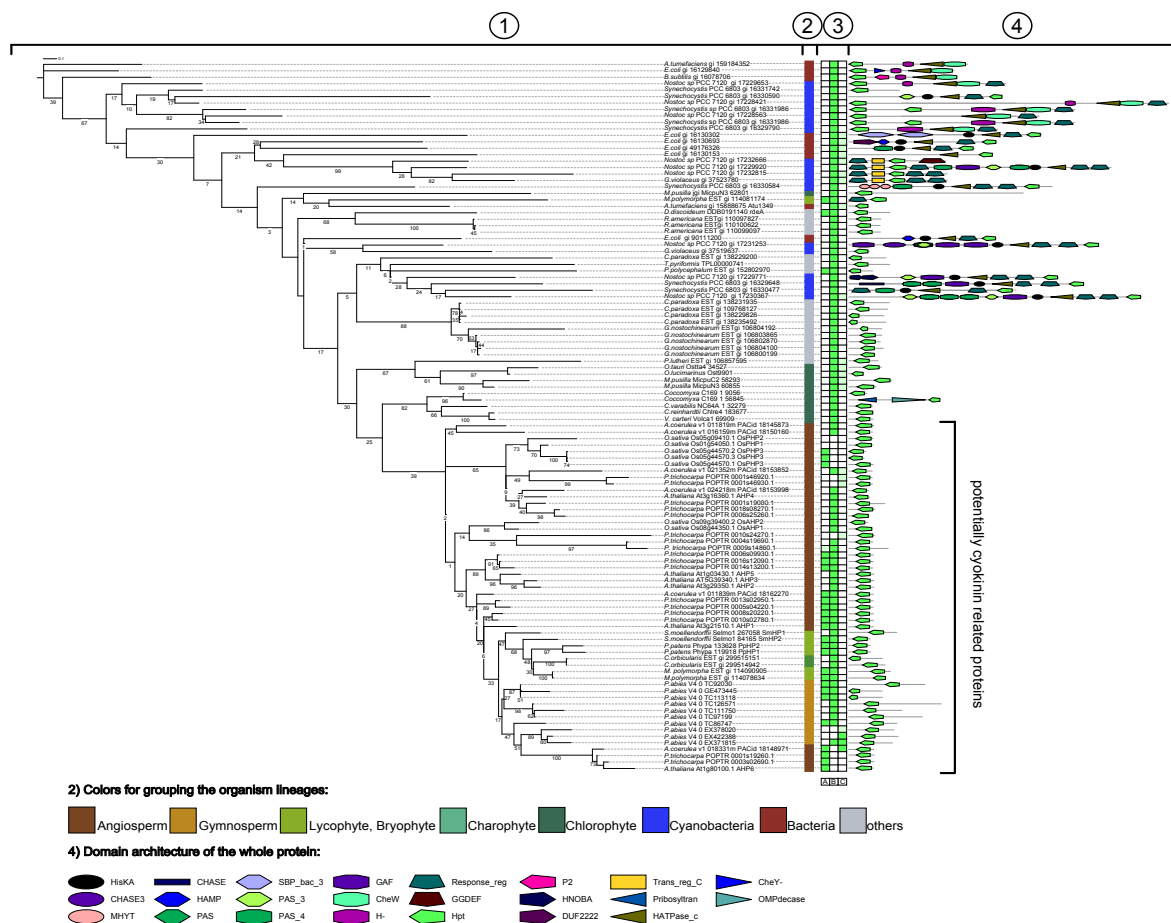 1 2 3 4
0.1
A.tumefaciens gi 159184352
E.coli gi 16129840
B.subtilis gi 16078706
Nostoc sp PCC 7120 gi 17229653
Synechocystis PCC 6803 gi 16331742
Synechocystis PCC 6803 gi 16330590
Nostoc sp PCC 7120 gi 17228421
Synechocystis sp PCC 6803 gi 16331986
Nostoc sp PCC 7120 gi 17228563
Synechocystis sp PCC 6803 gi 16331986
Synechocystis PCC 6803 gi 16329790
E.coli gi 16130302
E.coli gi 16130693
E.coli gi 49176326
E.coli gi 16130153
Nostoc sp PCC 7120 gi 17232666
Nostoc sp PCC 7120 gi 17229920
Nostoc sp PCC 7120 gi 17232815
G.violaceus gi 37523780
Synechocystis PCC 6803 gi 16330584
M.pusilla jgi MicpuN3 62801
M.polymorpha EST gi 114081174
A.tumefaciens gi 15888675 Atu1349
D.discoideum DDB0191140 rdeA
R.americana ESTgi 110097827
R.americana ESTgi 110100622
R.americana ESTgi 110099097
E.coli gi 90111200
Nostoc sp PCC 7120 gi 17231253
G.violaceus gi 37519637
C.paradoxa EST gi 138229200
T.pyriformis TPL00000741
P.polycephalum EST gi 152802970
Nostoc sp PCC 7120 gi 17229771
Synechocystis PCC 6803 gi 16329648
Synechocystis PCC 6803 gi 16330477
Nostoc sp PCC 7120 gi 17230367
C.paradoxa EST gi 138231935
C.paradoxa EST gi 109768127
C.paradoxa EST gi 138229826
C.paradoxa EST gi 138235492
G.nostochinearum ESTgi 106804192
G.nostochinearum ESTgi 106803865
G.nostochinearum ESTgi 106802870
G.nostochinearum ESTgi 106804100
G.nostochinearum ESTgi 106800199
P.lutheri EST gi 106857595
O.tauri Ostta4 34527
O.lucimarinus Ost9901
M.pusilla MicpuC2 58293
M.pusilla MicpuN3 60855
Coccomyxa C169 1 9056
Coccomyxa C169 1 56845
C.variabilis NC64A 1 32279
C.reinhardtii Chlre4 183677
V. carteri Volca1 69909
A.coerulea v1 011819m PACid 18145873
A.coerulea v1 016159m PACid 18150160
O.sativa Os05g09410.1 OsPHP2
O.sativa Os01g54050.1 OsPHP1
O.sativa Os05g44570.2 OsPHP3
O.sativa Os05g44570.3 OsPHP3
O.sativa Os05g44570.1 OsPHP3
A.coerulea v1 021352m PACid 18153852
P.trichocarpa POPTR 0001s46920.1
P.trichocarpa POPTR 0001s46930.1
A.coerulea v1 024218m PACid 18153998
A.thaliana At3g16360.1 AHP4
P.trichocarpa POPTR 0001s19030.1
P.trichocarpa POPTR 0018s08270.1
P.trichocarpa POPTR 0006s25260.1
O.sativa Os09g39400.2 OsAHP2
O.sativa Os08g44350.1 OsAHP1
P.trichocarpa POPTR 0010s24270.1
P.trichocarpa POPTR 0004s19690.1
P. trichocarpa POPTR 0009s14860.1
P.trichocarpa POPTR 0006s09930.1
P.trichocarpa POPTR 0016s12090.1
P.trichocarpa POPTR 0014s13200.1
A.thaliana At1g03430.1 AHP5
A.thaliana AT5G39340.1 AHP3
A.thaliana At3g29350.1 AHP2
A.coerulea v1 011839m PACid 18162270
P.trichocarpa POPTR 0013s02950.1
P.trichocarpa POPTR 0005s04220.1
P.trichocarpa POPTR 0008s20220.1
P.trichocarpa POPTR 0010s02780.1
A.thaliana At3g21510.1 AHP1
S.moellendorffii Selmo1 267058 SmHP1
S.moellendorffii Selmo1 84165 SmHP2
P.patens Phypa 133628 PpHP2
P.patens Phypa 119918 PpHP1
C.orbicularis EST gi 299515151
C.orbicularis EST gi 299514942
M. polymorpha EST gi 114090905
M.polymorpha EST gi 114078634
P.abies V4 0 TC92030
P.abies V4 0 GE473445
P.abies V4 0 TC113118
P.abies V4 0 TC126571
P.abies V4 0 TC111750
P.abies V4 0 TC97199
P.abies V4 0 TC86747
P.abies V4 0 EX378020
P.abies V4 0 EX422388
P.abies V4 0 EX371815
A.coerulea v1 018331m PACid 18148971
P.trichocarpa POPTR 0001s19260.1
P.trichocarpa POPTR 0003s02690.1
A.thaliana At1g80100.1 AHP6
A B C
potentially cyokinin related proteins
2) Colors for grouping the organism lineages:
Angiosperm Gymnosperm Lycophyte, Bryophyte Charophyte Chlorophyte Cyanobacteria Bacteria others
4) Domain architecture of the whole protein:
HisKA CHASE SBP_bac_3 GAF Response_reg P2 Trans_reg_C CheY-
CHASE3 HAMP PAS_3 CheW GGDEF HNOBA Pribosyltran OMPdecase
MHYT PAS PAS_4 H- Hpt DUF2222 HATPase_c